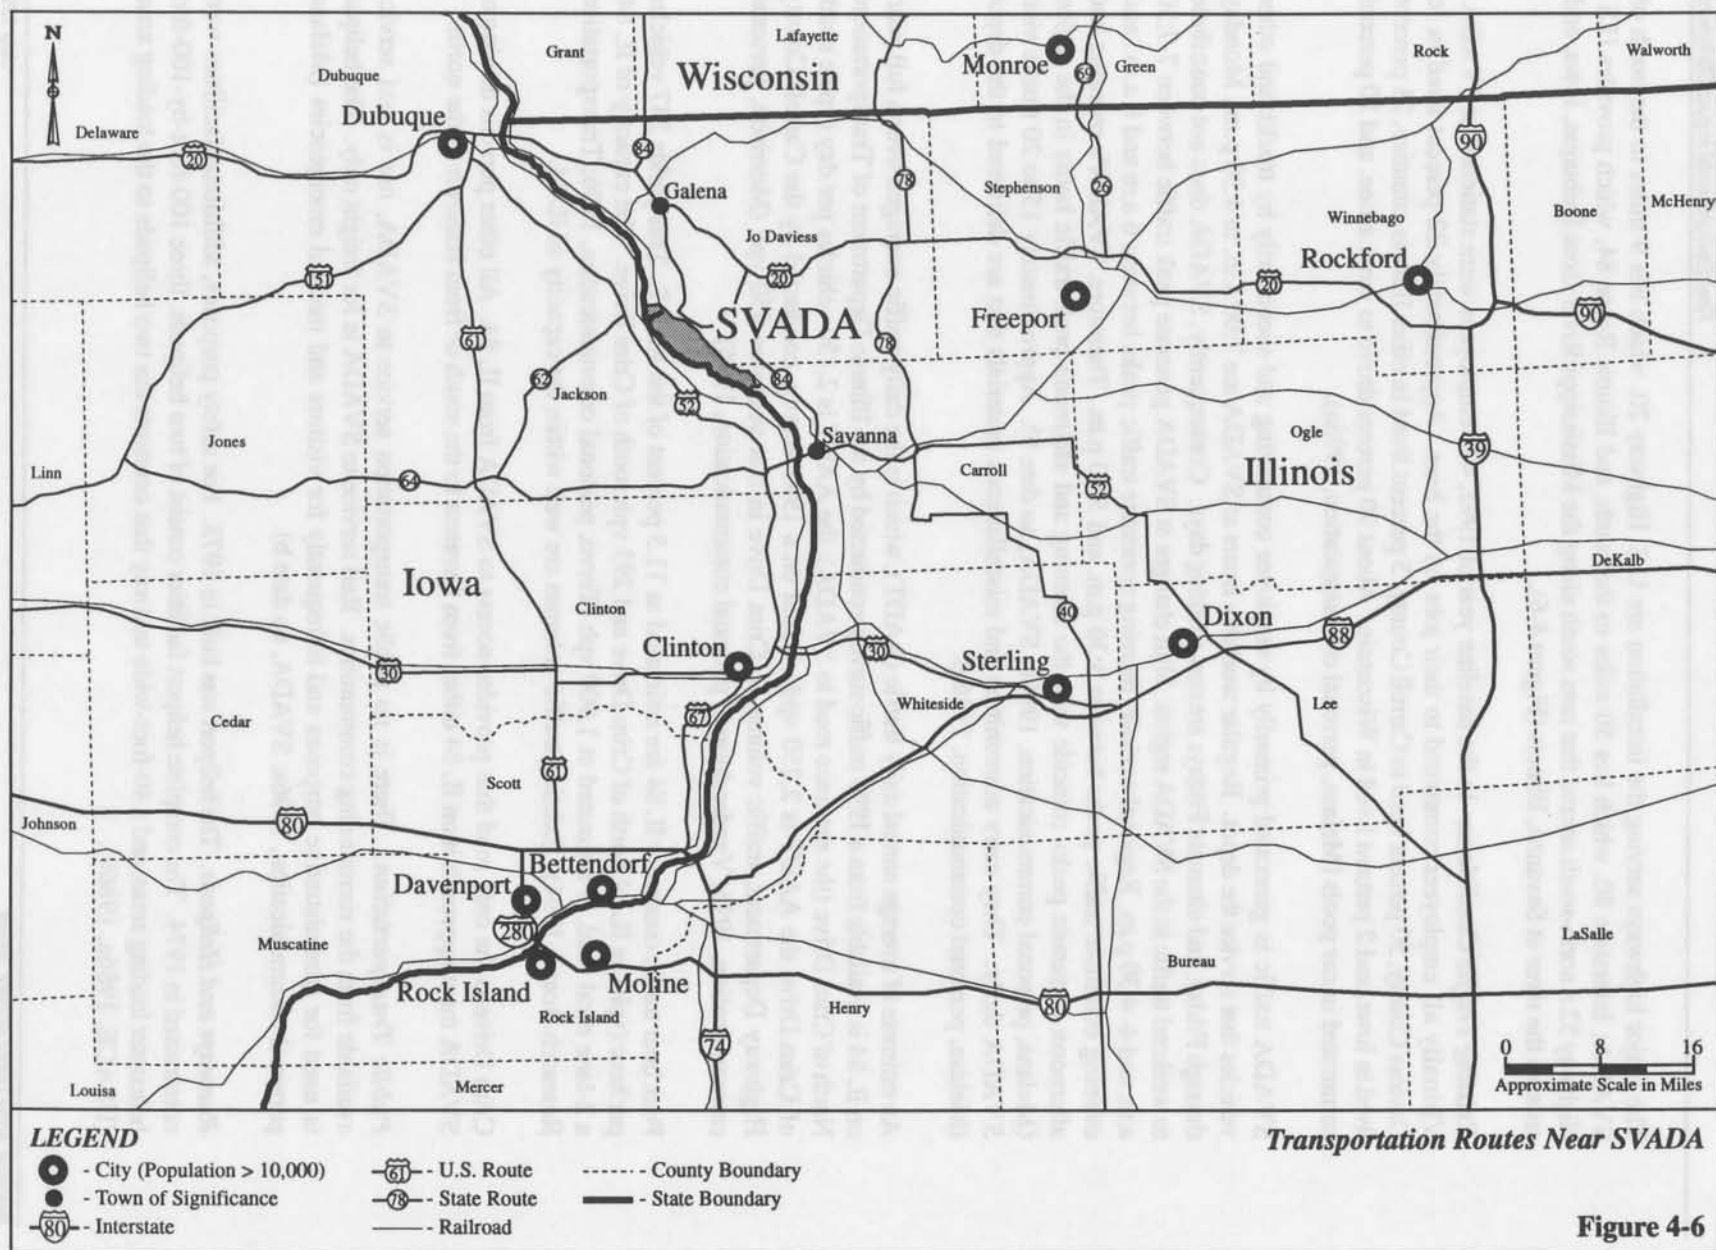 N
Grant
Lafayette
Rock
Walworth
Wisconsin
Monroe
Green
69
Dubuque
Dubuque
Delaware
20
84
78
26
90
Galena
Stephenson
Winnebago
Boone
McHenry
Jo Daviess
Rockford
20
20
90
151
61
SVADA
Freeport
78
62
52
84
Jackson
Jones
Savanna
Ogle
Linn
64
Carroll
Illinois
39
52
Iowa
DeKalb
Clinton
40
Dixon
88
Clinton
30
Sterling
30
Whiteside
Lee
Cedar
67
Scott
61
Johnson
80
Bettendorf
Davenport
280
Muscatine
LaSalle
Rock Island
Moline
Bureau
Rock Island
Henry
80
74
Louisa
Mercer
0 8 16
Approximate Scale in Miles
LEGEND
- City (Population > 10,000)
- Town of Significance
80 - Interstate
61 - U.S. Route
78 - State Route
- Railroad
- County Boundary
- State Boundary
Transportation Routes Near SVADA
Figure 4-6